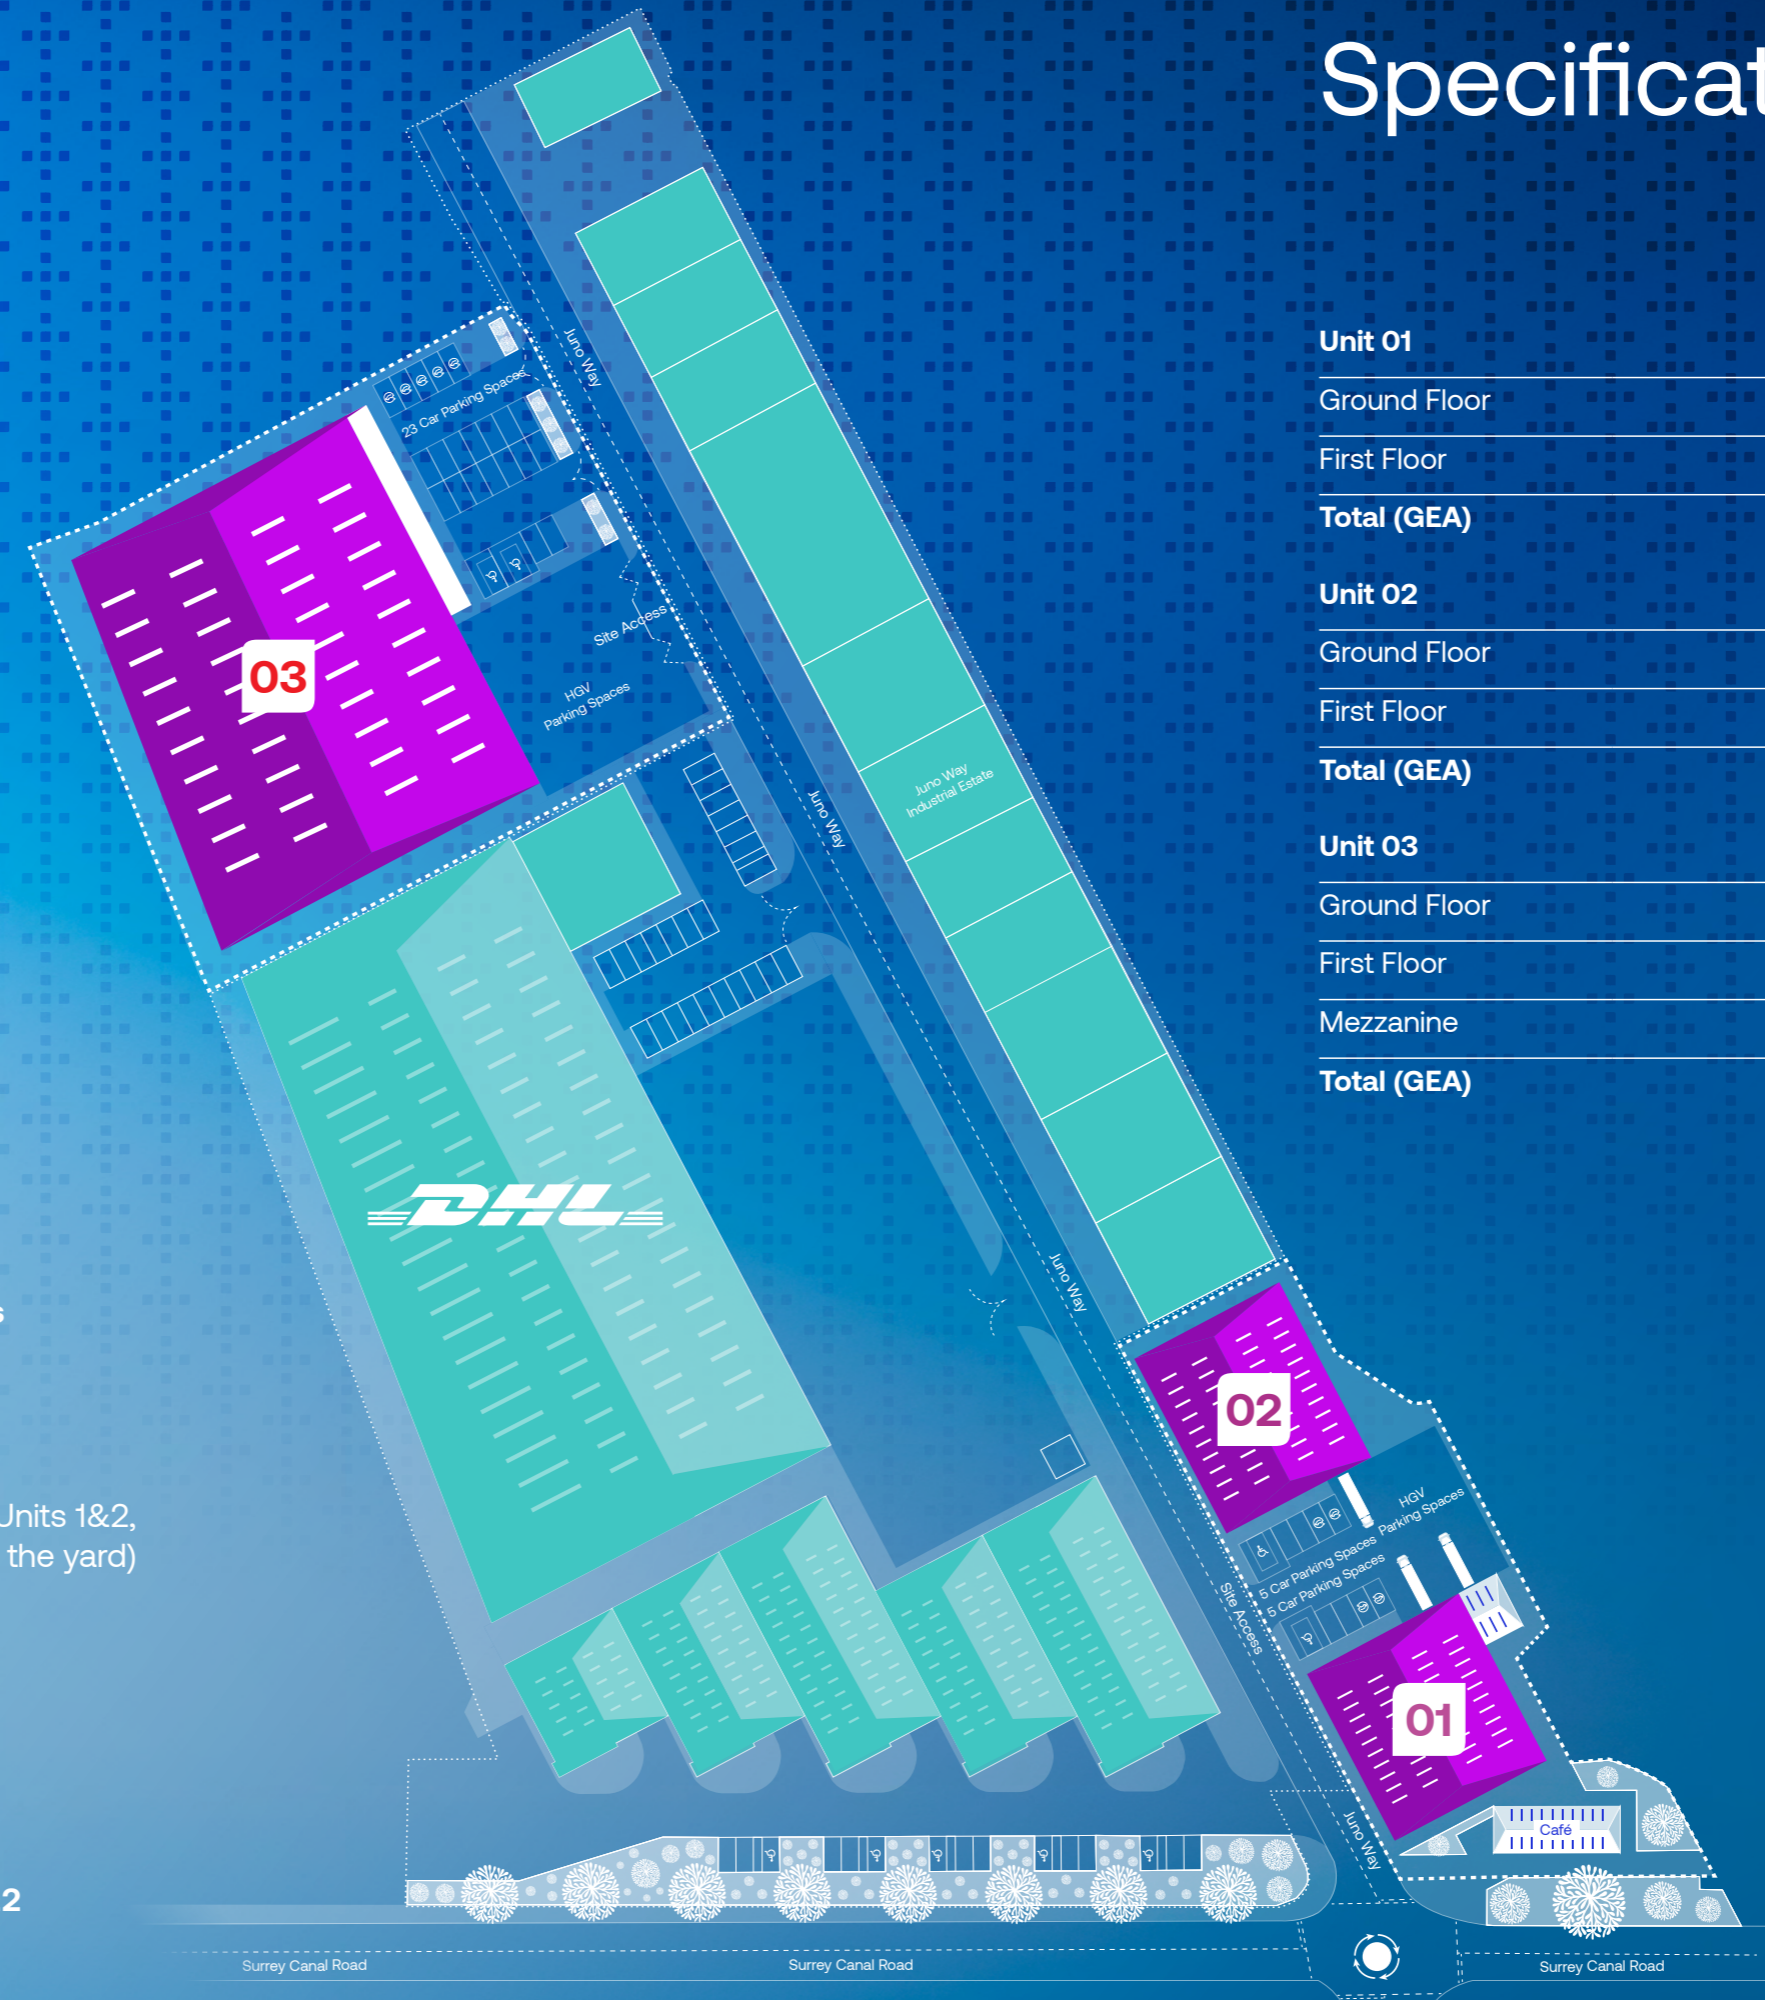 Specificat
Unit 01
Ground Floor
First Floor
Total (GEA)
Unit 02
Ground Floor
First Floor
Total (GEA)
Unit 03
Ground Floor
First Floor
Mezzanine
Total (GEA)
Juno Way
23 Car Parking Spaces
Site Access
HGV
Parking Spaces
03
Juno Way
Industrial Estate
Juno Way
DHL
Juno Way
02
HGV
Parking Spaces
5 Car Parking Spaces
5 Car Parking Spaces
Site Access
01
Juno Way
Café
s
Units 1&2,
the yard)
2
Surrey Canal Road
Surrey Canal Road
Surrey Canal Road